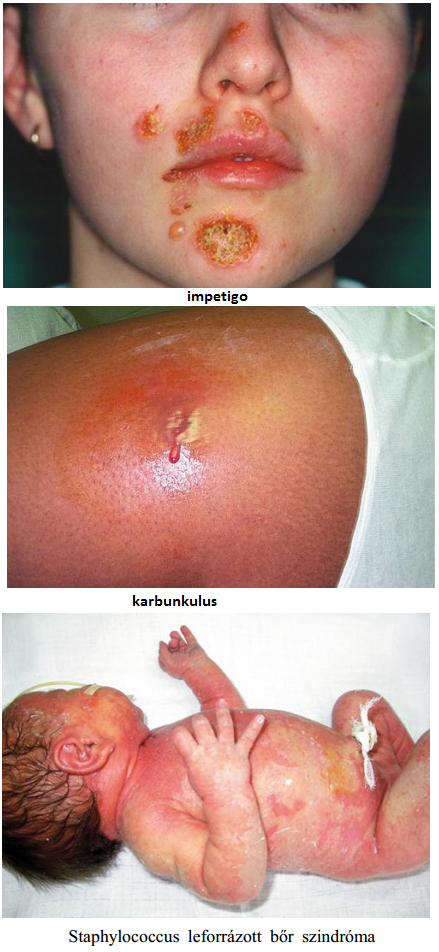 impetigo
karbunkulus
Staphylococcus leforrázott bőr szindróma